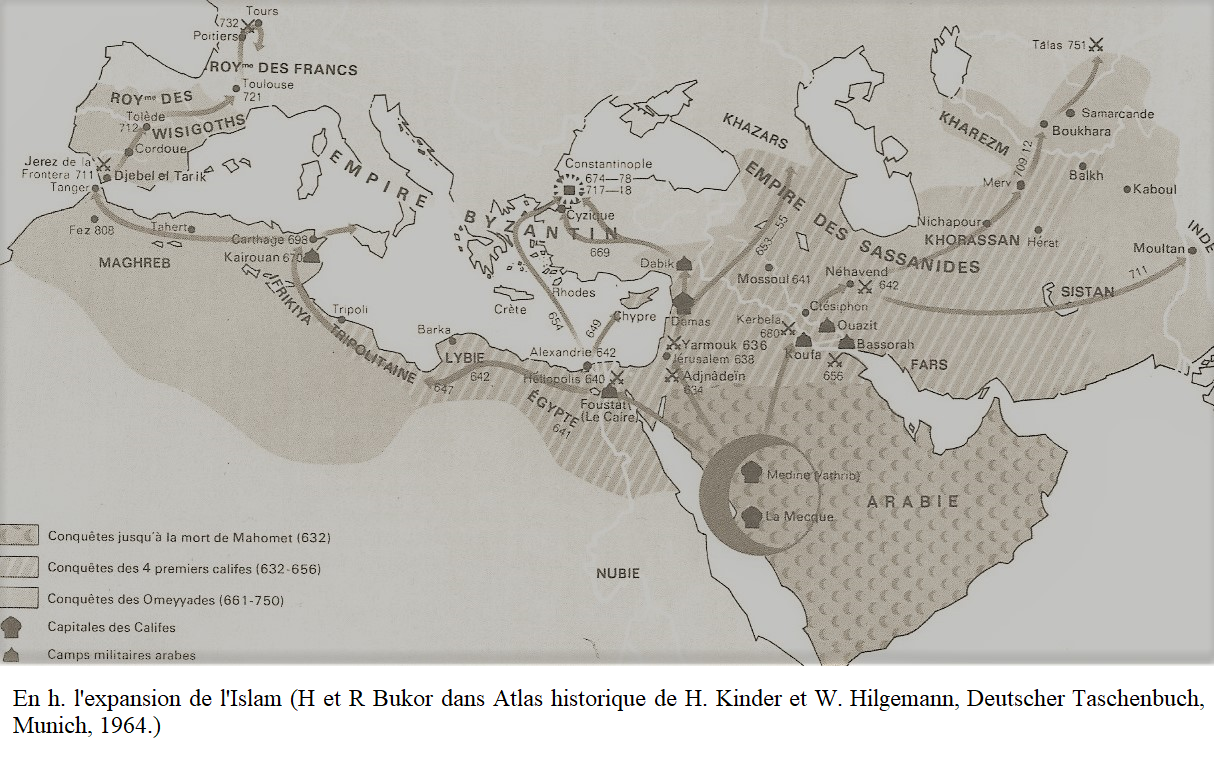 Tours
732
Poitiers
ROYme DES FRANCS
Toulouse
721
ROYme DES
WISIGOTHS
Tolède
712
Cordoue
Jerez de la
Frontera 711
Djebel el Tarik
Tanger
Fez 808
Tahert
MAGHREB
Carthage 698
Kairouan 670
IFRIKIYA
Tripoli
TRIPOLITAINE
EMPIRE
BYZANTIN
Constantinople
674—78
717—18
Cyzique
669
Rhodes
Crète
654
649
Chypre
Barka
LYBIE
647
642
Alexandrie 642
Héliopolis 640
Foustat
(Le Caire)
ÉGYPTE
641
NUBIE
Dabik
Damas
Yarmouk 636
Jérusalem 638
Adjnâdeïn
634
KHAZARS
EMPIRE DES SASSANIDES
653-55
Mossoul 641
Néhavend
642
Ctésiphon
Kerbela
680
Ouazit
Koufa
Bassorah
656
FARS
SISTAN
711
Moultan
INDE
KHORASSAN
Nichapour
Hérat
Merv
709-12
KHAREZM
Boukhara
Samarcande
Balkh
Kaboul
Tàlas 751
Medine (Yathrib)
La Mecque
ARABIE
Conquêtes jusqu'à la mort de Mahomet (632)
Conquêtes des 4 premiers califes (632-656)
Conquêtes des Omeyyades (661-750)
Capitales des Califes
Camps militaires arabes
En h. l'expansion de l'Islam (H et R Bukor dans Atlas historique de H. Kinder et W. Hilgemann, Deutscher Taschenbuch,
Munich, 1964.)